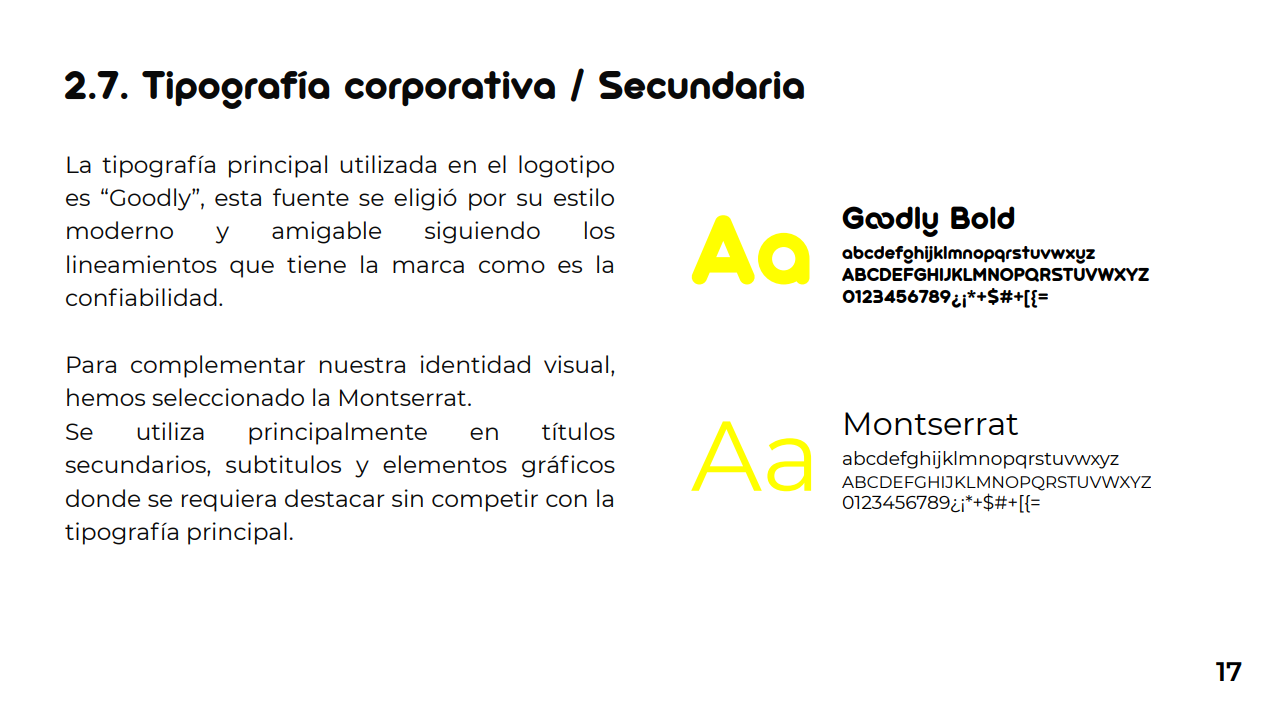 2.7. Tipografía corporativa / Secundaria
La tipografía principal utilizada en el logotipo
es “Goodly”, esta fuente se eligió por su estilo
moderno y amigable siguiendo los
lineamientos que tiene la marca como es la
confiabilidad.
Para complementar nuestra identidad visual,
hemos seleccionado la Montserrat.
Se utiliza principalmente en títulos
secundarios, subtitulos y elementos gráficos
donde se requiera destacar sin competir con la
tipografía principal.
Aa
Goodly Bold
abcdefghijklmnopqrstuvwxyz
ABCDEFGHIJKLMNOPQRSTUVWXYZ
0123456789¿¡*+$#+[{=
Aa
Montserrat
abcdefghijklmnopqrstuvwxyz
ABCDEFGHIJKLMNOPQRSTUVWXYZ
0123456789¿¡*+$#+[{=
17